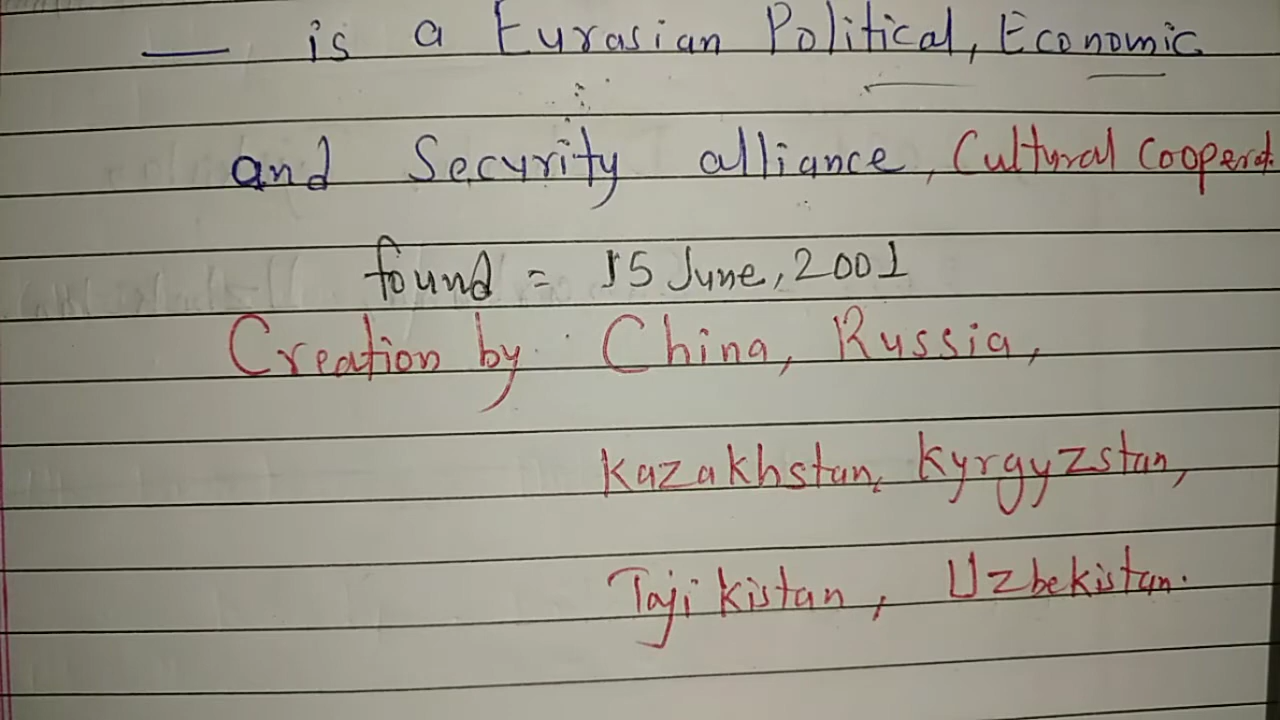 ___ is a Eurasian Political, Economic
and Security alliance, Cultural Cooperat.
found = 15 June, 2001
Creation by China, Russia,
Kazakhstan, Kyrgyzstan,
Tajikistan, Uzbekistan.